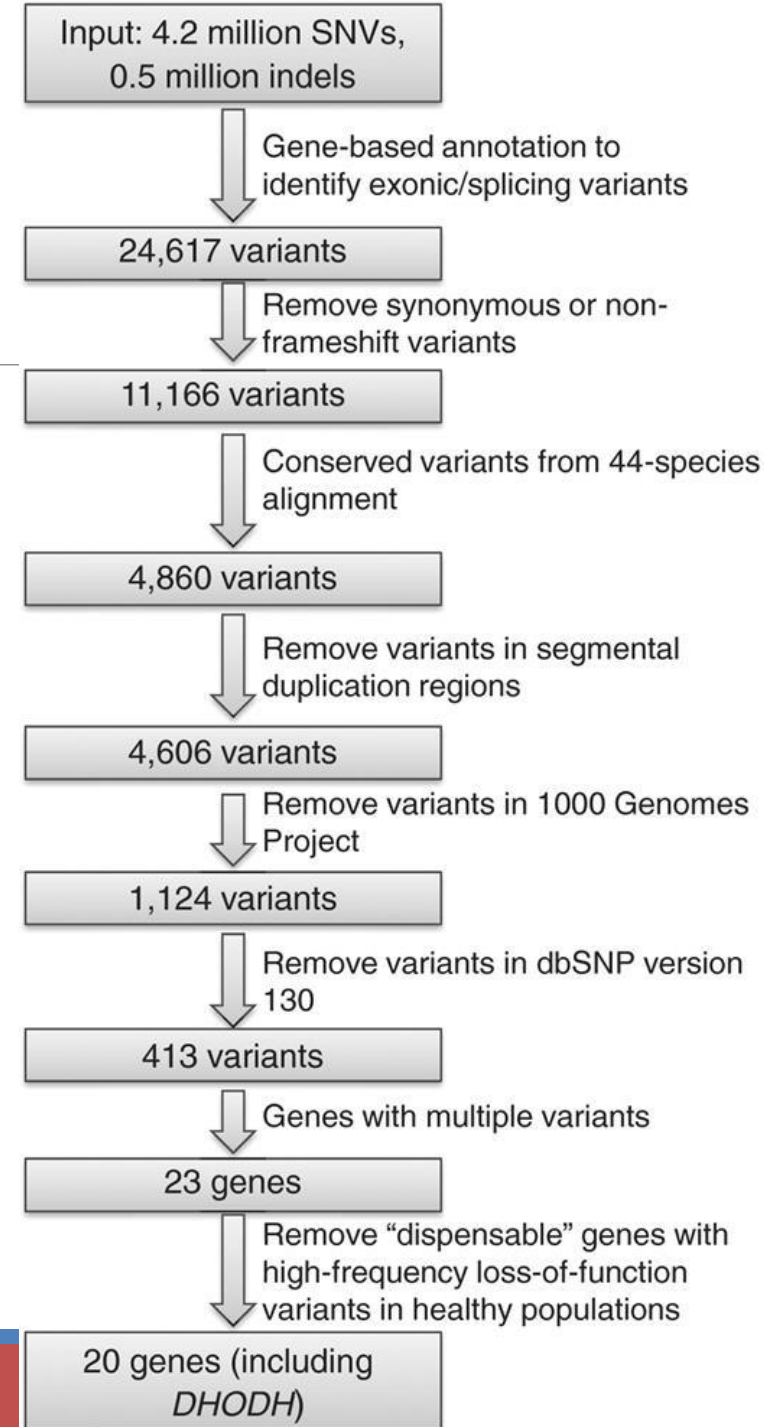 Input: 4.2 million SNVs,
0.5 million indels
Gene-based annotation to
identify exonic/splicing variants
24,617 variants
Remove synonymous or non-
frameshift variants
11,166 variants
Conserved variants from 44-species
alignment
4,860 variants
Remove variants in segmental
duplication regions
4,606 variants
Remove variants in 1000 Genomes
Project
1,124 variants
Remove variants in dbSNP version
130
413 variants
Genes with multiple variants
23 genes
Remove “dispensable” genes with
high-frequency loss-of-function
variants in healthy populations
20 genes (including
DHODH)